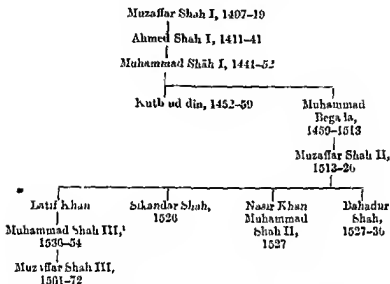 Muzaffar Shah I, 1407-19
Ahmed Shah I, 1411-41
Muhammad Shāh I, 1441-52
Kutb ud din, 1452-59
Muhammad
Begada,
1459-1513
Muzaffar Shah II,
1513-26
Latif Khan
Sikandar Shah,
1526
Nasir Khan
Muhammad
Shah II,
1527
Bahadur
Shah,
1527-36
Muhammad Shah III,¹
1536-54
Muzaffar Shah III,
1561-72